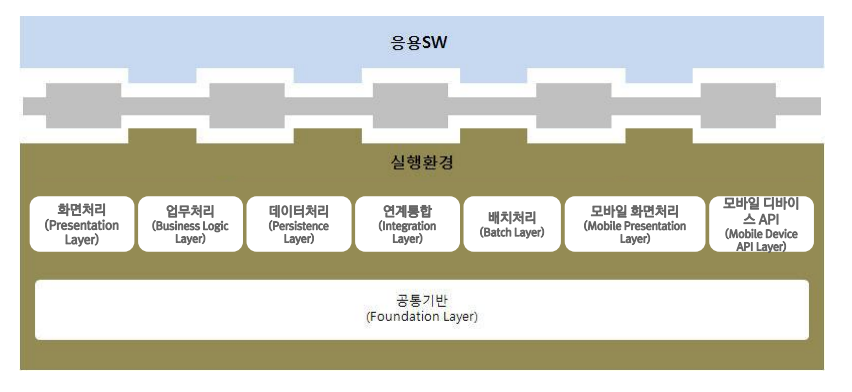 응용SW
실행환경
화면처리
(Presentation
Layer)
업무처리
(Business Logic
Layer)
데이터처리
(Persistence
Layer)
연계통합
(Integration
Layer)
배치처리
(Batch Layer)
모바일 화면처리
(Mobile Presentation
Layer)
모바일 디바이
스 API
(Mobile Device
API Layer)
공통기반
(Foundation Layer)